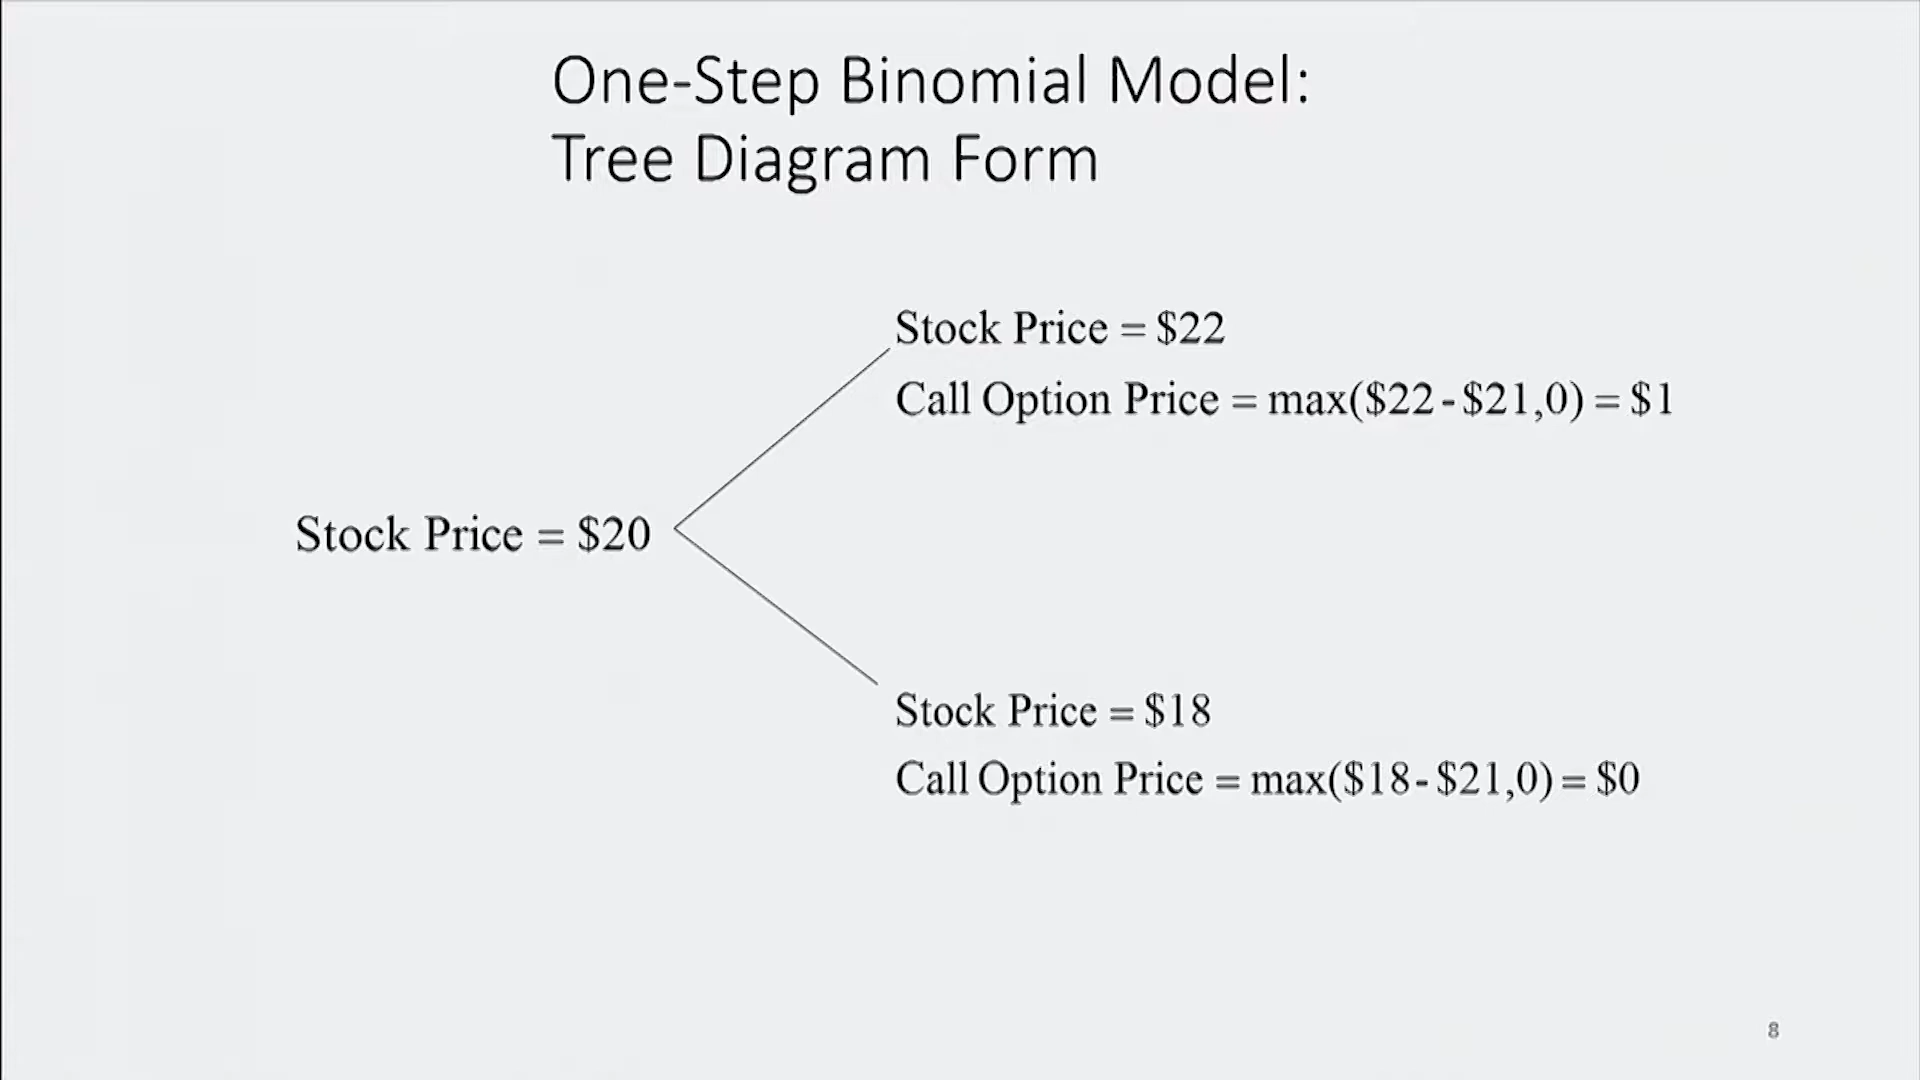 One-Step Binomial Model:
Tree Diagram Form
Stock Price = $22
Call Option Price = max($22-$21,0) = $1
Stock Price = $20
Stock Price = $18
Call Option Price = max($18-$21,0) = $0
8